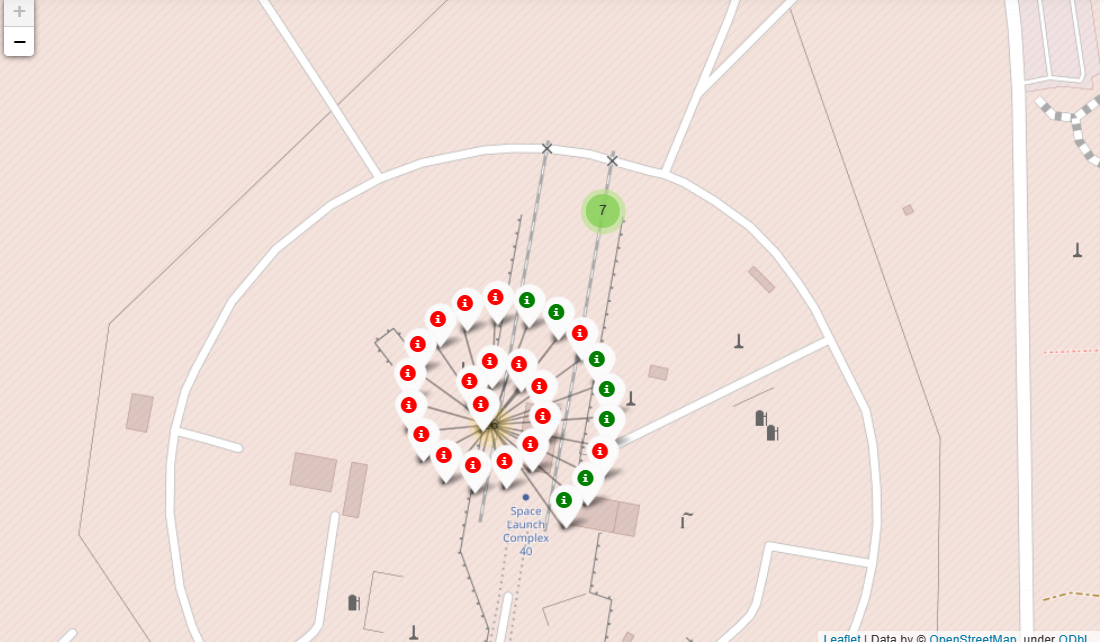 +
−
7
Space
Launch
Complex
40
Leaflet | Data by © OpenStreetMap, under ODbL